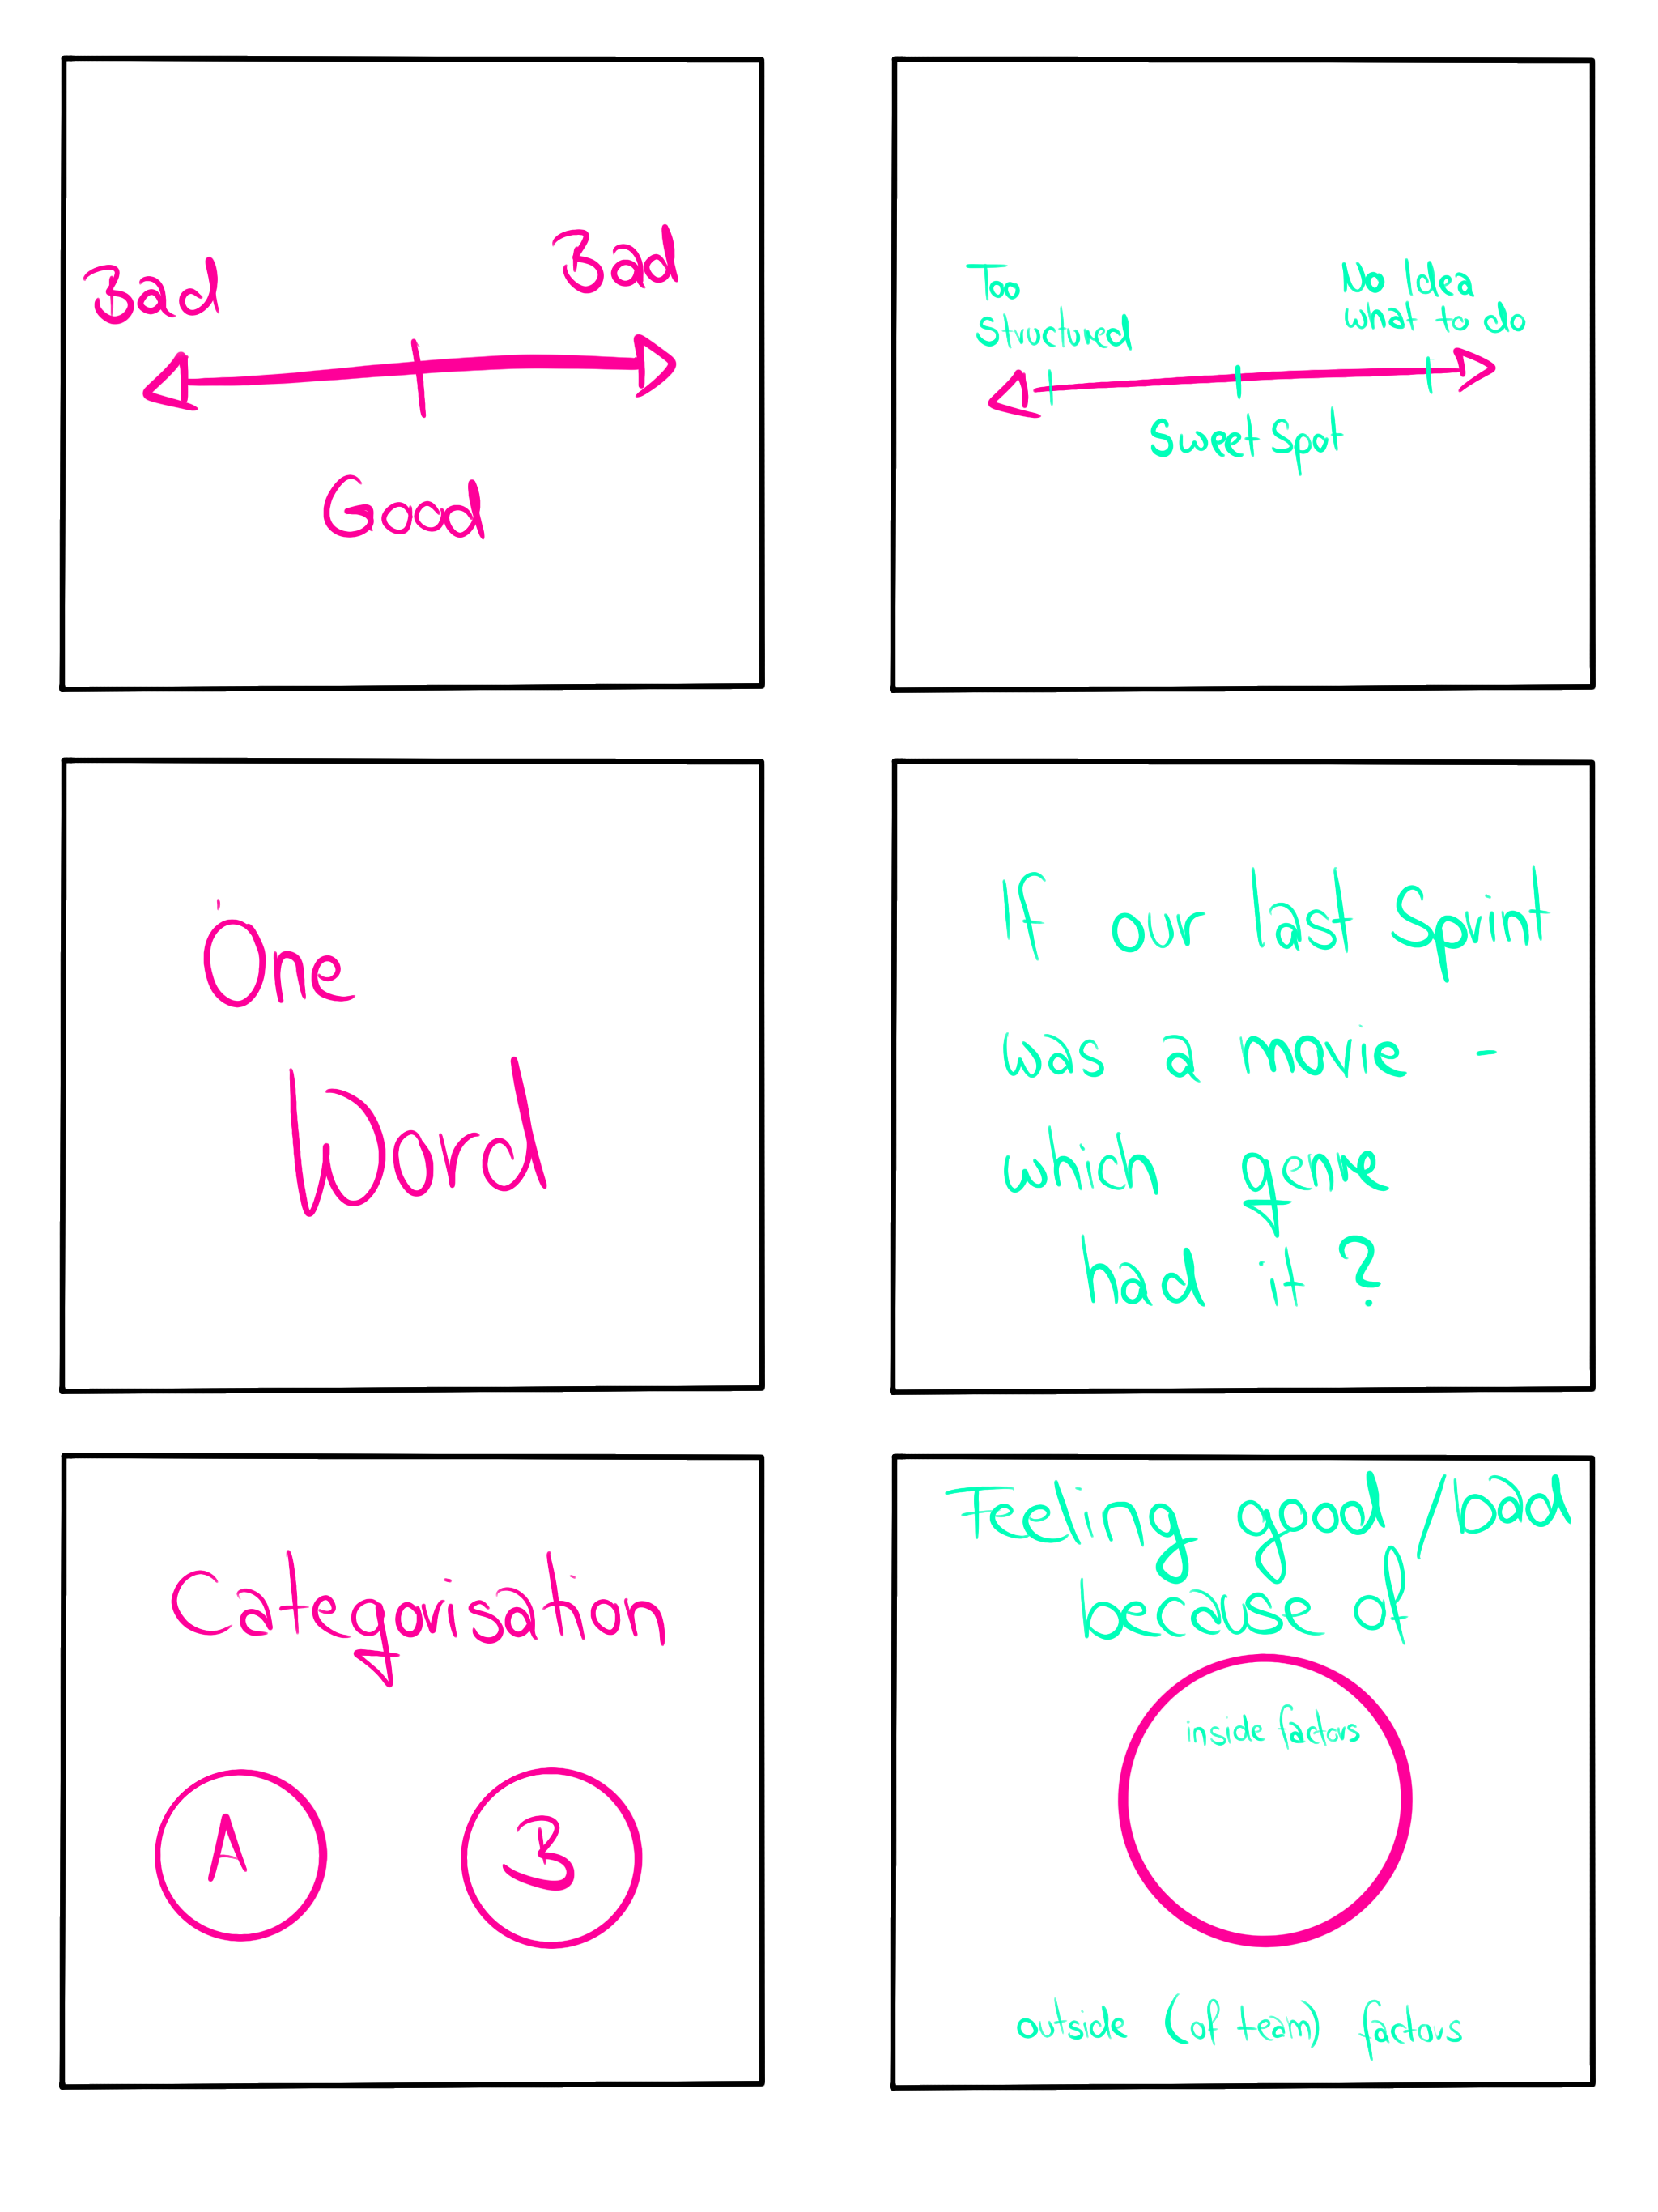 Bad
Bad
Good
Too
structured
No Idea
what to do
Sweet Spot
One
Word
If our last Sprint
was a movie -
which genre
had it?
Categorisation
A
B
Feeling good/bad
because of
inside factors
outside (of team) factors